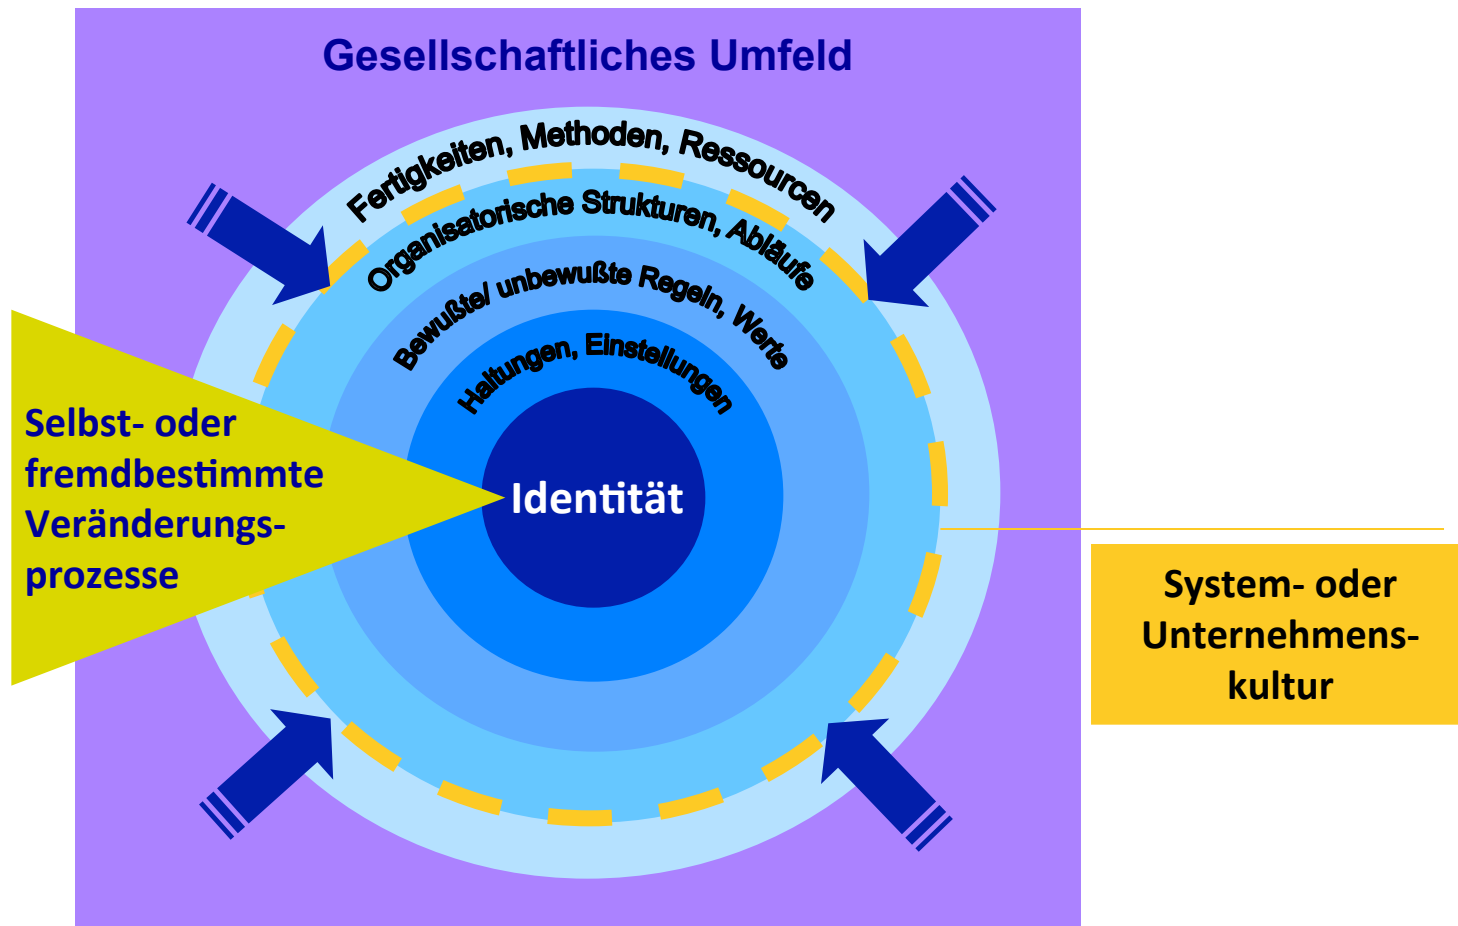 Gesellschaftliches Umfeld
Fertigkeiten, Methoden, Ressourcen
Organisatorische Strukturen, Abläufe
Bewußte/ unbewußte Regeln, Werte
Haltungen, Einstellungen
Identität
Selbst- oder
fremdbestimmte
Veränderungs-
prozesse
System- oder
Unternehmens-
kultur